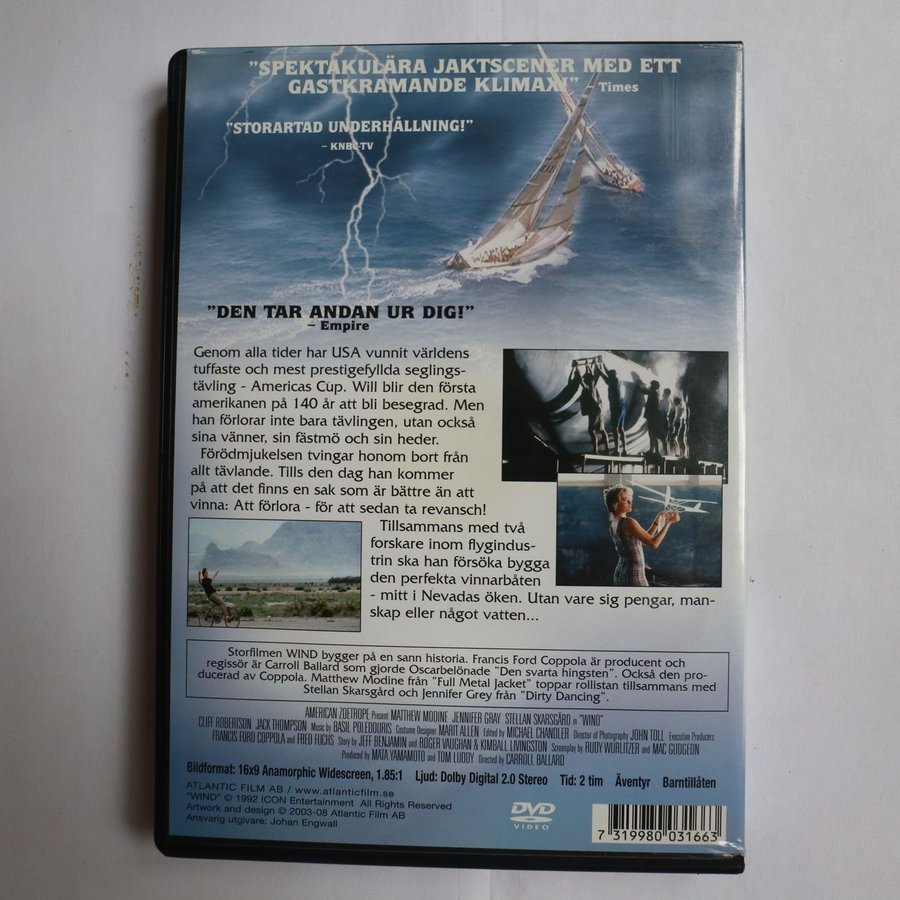 "SPEKTAKULÄRA JAKTSCENER MED ETT
GASTKRAMANDE KLIMAX!" – Times
"STORARTAD UNDERHÅLLNING!"
– KNBC-TV
"DEN TAR ANDAN UR DIG!"
– Empire
Genom alla tider har USA vunnit världens
tuffaste och mest prestigefyllda seglings-
tävling - Americas Cup. Will blir den första
amerikanen på 140 år att bli besegrad. Men
han förlorar inte bara tävlingen, utan också
sina vänner, sin fästmö och sin heder.
Förödmjukelsen tvingar honom bort från
allt tävlande. Tills den dag han kommer
på att det finns en sak som är bättre än att
vinna: Att förlora - för att sedan ta revansch!
Tillsammans med två
forskare inom flygindus-
trin ska han försöka bygga
den perfekta vinnarbåten
- mitt i Nevadas öken. Utan vare sig pengar, man-
skap eller något vatten...
Storfilmen WIND bygger på en sann historia. Francis Ford Coppola är producent och
regissör är Carroll Ballard som gjorde Oscarbelönade "Den svarta hingsten". Också den pro-
ducerad av Coppola. Matthew Modine från "Full Metal Jacket" toppar rollistan tillsammans med
Stellan Skarsgård och Jennifer Grey från "Dirty Dancing".
AMERICAN ZOETROPE Present MATTHEW MODINE JENNIFER GRAY STELLAN SKARSGÅRD in "WIND"
CLIFF ROBERTSON JACK THOMPSON Music by BASIL POLEDOURIS Costume Designer MARIT ALLEN Edited by MICHAEL CHANDLER Director of Photography JOHN TOLL Executive Producers
FRANCIS FORD COPPOLA and FRED FUCHS Story by JEFF BENJAMIN and ROGER VAUGHAN & KIMBALL LIVINGSTON Screenplay by RUDY WURLITZER and MAC GUDGEON
Produced by MATA YAMAMOTO and TOM LUDDY Directed by CARROLL BALLARD
Bildformat: 16x9 Anamorphic Widescreen, 1.85:1 Ljud: Dolby Digital 2.0 Stereo Tid: 2 tim Äventyr Barntillåten
ATLANTIC FILM AB / www.atlanticfilm.se
"WIND" © 1992 ICON Entertainment All Rights Reserved
Artwork and design © 2003-08 Atlantic Film AB
Ansvarig utgivare: Johan Engwall
DVD
VIDEO
7 319980 031663